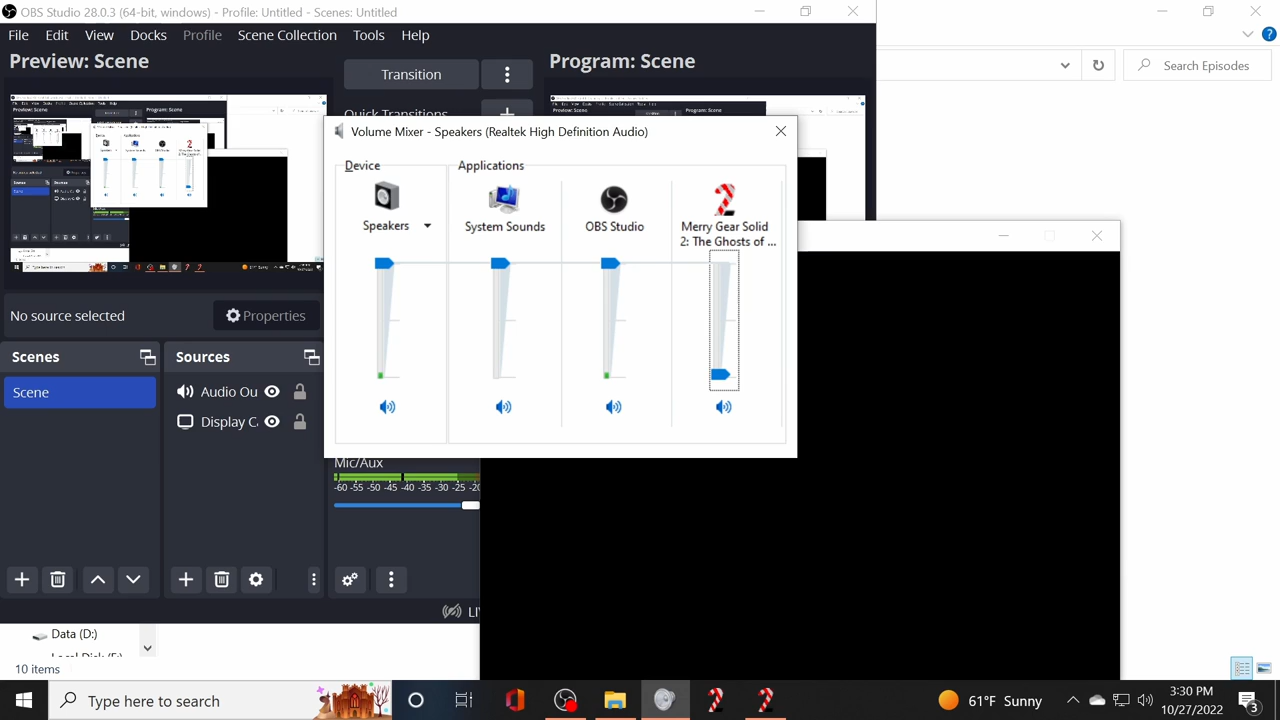 OBS Studio 28.0.3 (64-bit, windows) - Profile: Untitled - Scenes: Untitled
File Edit View Docks Profile Scene Collection Tools Help
Preview: Scene
Transition
Program: Scene
Search Episodes
Quick Transitions
Volume Mixer - Speakers (Realtek High Definition Audio)
Device
Applications
Speakers
System Sounds
OBS Studio
Merry Gear Solid
2: The Ghosts of ...
No source selected
Properties
Scenes
Sources
Scene
Audio Ou
Display C
Mic/Aux
-60 -55 -50 -45 -40 -35 -30 -25 -20
LI
Data (D:)
10 items
Type here to search
61°F Sunny
3:30 PM
10/27/2022
3